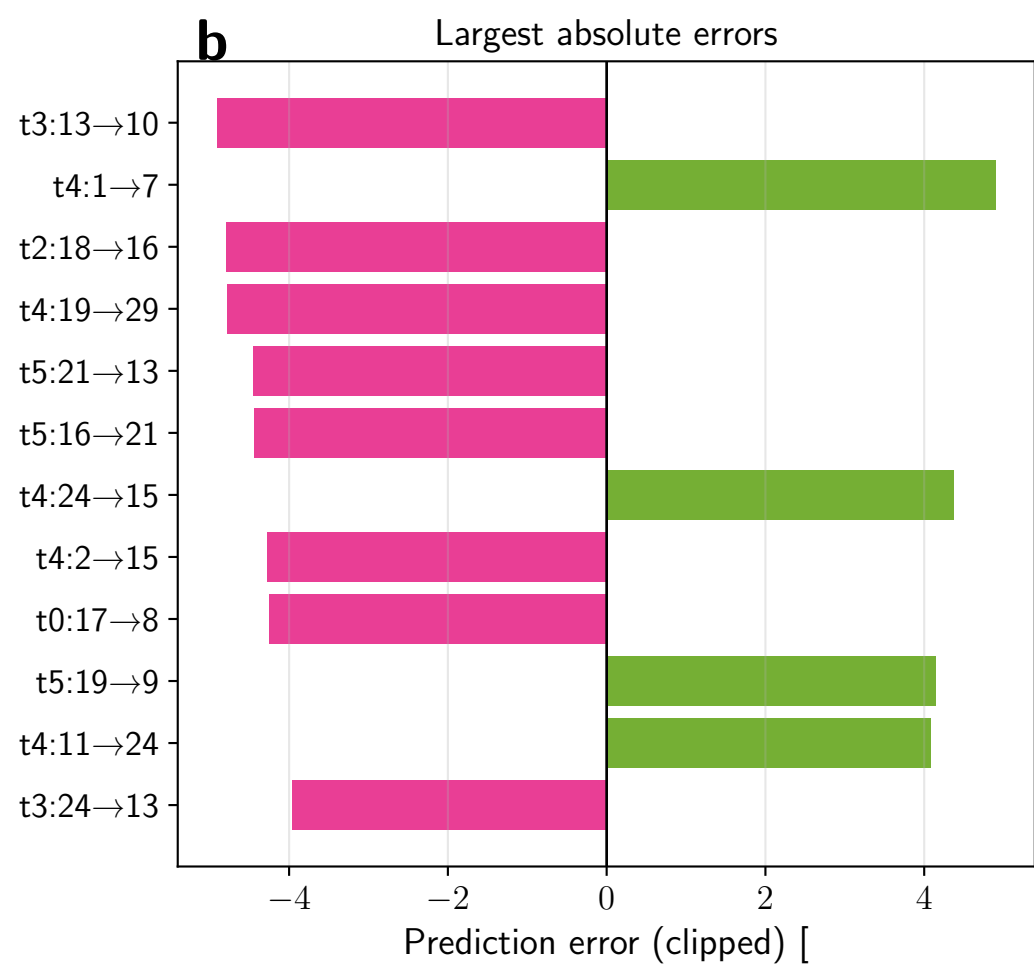 b
Largest absolute errors
t3:13→10
t4:1→7
t2:18→16
t4:19→29
t5:21→13
t5:16→21
t4:24→15
t4:2→15
t0:17→8
t5:19→9
t4:11→24
t3:24→13
−4 −2 0 2 4
Prediction error (clipped) [